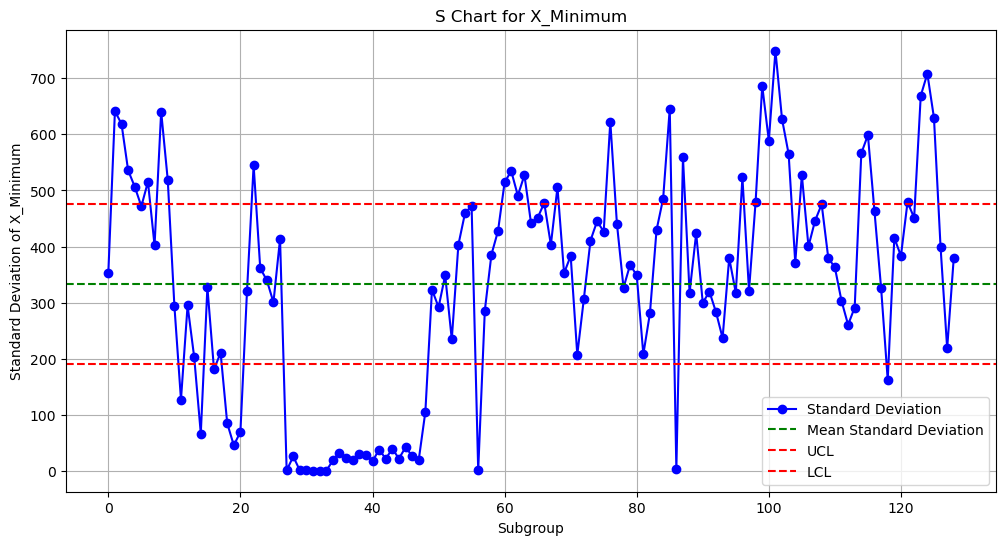 S Chart for X_Minimum
Standard Deviation of X_Minimum
700
600
500
400
300
200
100
0
0 20 40 60 80 100 120
Subgroup
Standard Deviation
Mean Standard Deviation
UCL
LCL